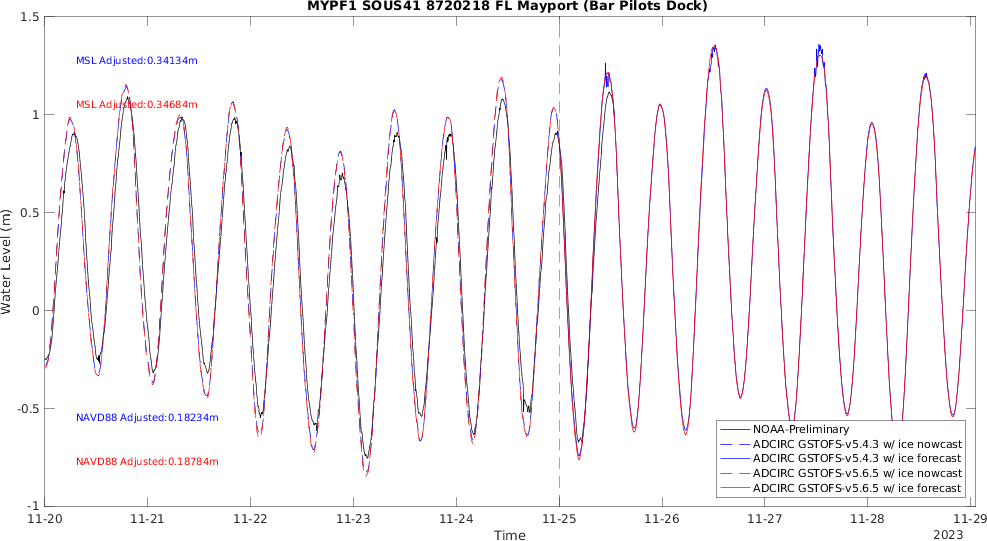 MYPF1 SOUS41 8720218 FL Mayport (Bar Pilots Dock)
1.5
MSL Adjusted:0.34134m
MSL Adjusted:0.34684m
1
0.5
Water Level (m)
0
-0.5
NAVD88 Adjusted:0.18234m
NAVD88 Adjusted:0.18784m
NOAA-Preliminary
ADCIRC GSTOFS-v5.4.3 w/ ice nowcast
ADCIRC GSTOFS-v5.4.3 w/ ice forecast
ADCIRC GSTOFS-v5.6.5 w/ ice nowcast
ADCIRC GSTOFS-v5.6.5 w/ ice forecast
-1
11-20 11-21 11-22 11-23 11-24 11-25 11-26 11-27 11-28 11-29
Time
2023